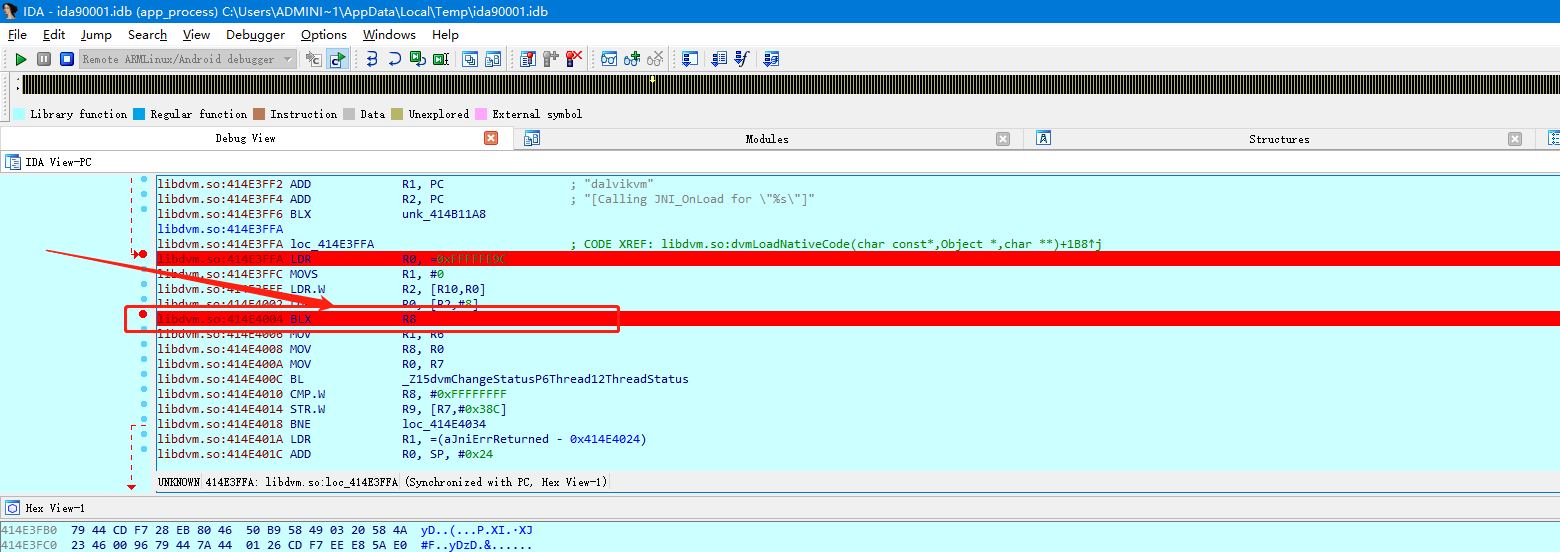 IDA - ida90001.idb (app_process) C:\Users\ADMINI~1\AppData\Local\Temp\ida90001.idb
File Edit Jump Search View Debugger Options Windows Help
Remote ARMLinux/Android debugger
Library function Regular function Instruction Data Unexplored External symbol
Debug View Modules Structures
IDA View-PC
libdvm.so:414E3FF2 ADD R1, PC ; "dalvikvm"
libdvm.so:414E3FF4 ADD R2, PC ; "[Calling JNI_OnLoad for \"%s\"]"
libdvm.so:414E3FF6 BLX unk_414B11A8
libdvm.so:414E3FFA
libdvm.so:414E3FFA loc_414E3FFA ; CODE XREF: libdvm.so:dvmLoadNativeCode(char const*,Object *,char **)+1B8↑j
libdvm.so:414E3FFA LDR R0,
libdvm.so:414E3FFC MOVS R1, #0
libdvm.so:414E3FFE LDR.W R2, [R10,R0]
libdvm.so:414E4002 R0, [R2,#8]
libdvm.so:414E4004 BLX R8
libdvm.so:414E4006 MOV R1, R6
libdvm.so:414E4008 MOV R8, R0
libdvm.so:414E400A MOV R0, R7
libdvm.so:414E400C BL _Z15dvmChangeStatusP6Thread12ThreadStatus
libdvm.so:414E4010 CMP.W R8, #0xFFFFFFFF
libdvm.so:414E4014 STR.W R9, [R7,#0x38C]
libdvm.so:414E4018 BNE loc_414E4034
libdvm.so:414E401A LDR R1, =(aJniErrReturned - 0x414E4024)
libdvm.so:414E401C ADD R0, SP, #0x24
UNKNOWN 414E3FFA: libdvm.so:loc_414E3FFA (Synchronized with PC, Hex View-1)
Hex View-1
414E3FB0 79 44 CD F7 28 EB 80 46 50 B9 58 49 03 20 58 4A yD..(...P.XI.·XJ
414E3FC0 23 46 00 96 79 44 7A 44 01 26 CD F7 EE E8 5A E0 #F..yDzD.&......